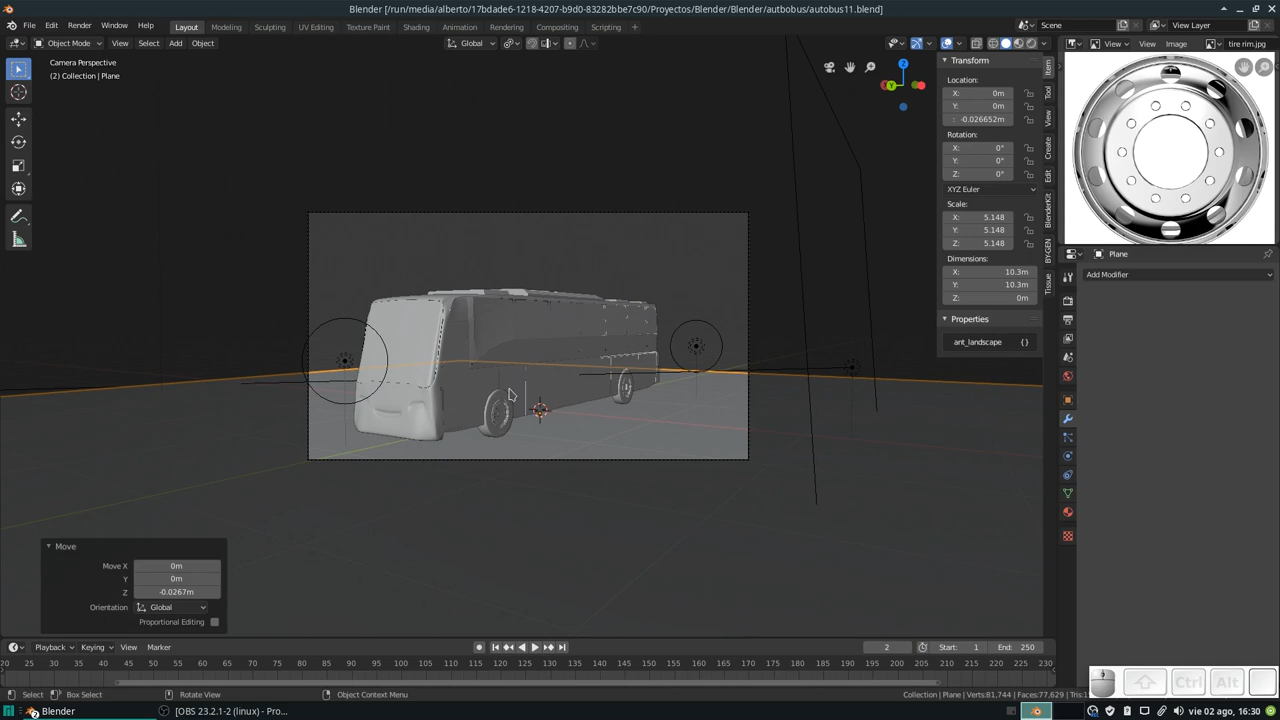 Blender [/run/media/alberto/17bdade6-1218-4207-b9d0-83282bbe7c90/Proyectos/Blender/Blender/autbobus/autobus11.blend]
File Edit Render Window Help Layout Modeling Sculpting UV Editing Texture Paint Shading Animation Rendering Compositing Scripting + Scene View Layer
Object Mode View Select Add Object Global View View Image tire rim.jpg
Camera Perspective
(2) Collection | Plane
Transform
Location:
X: 0m
Y: 0m
: -0.026652m
Rotation:
X: 0°
Y: 0°
Z: 0°
XYZ Euler
Scale:
X: 5.148
Y: 5.148
Z: 5.148
Dimensions:
X: 10.3m
Y: 10.3m
Z: 0m
Properties
ant_landscape {}
Item
Tool
View
Create
Edit
BlenderKit
BY-GEN
Tissue
Plane
Add Modifier
Move
Move X 0m
Y 0m
Z -0.0267m
Orientation Global
Proportional Editing
Playback Keying View Marker 2 Start: 1 End: 250
20 25 30 35 40 45 50 55 60 65 70 75 80 85 90 95 100 105 110 115 120 125 130 135 140 145 150 155 160 165 170 175 180 185 190 195 200 205 210 215 220 225 230
Select Box Select Rotate View Object Context Menu Collection | Plane | Verts:81,744 | Faces:77,629 | Tris:1
Ctrl Alt
Blender [OBS 23.2.1-2 (linux) - Pro... vie 02 ago, 16:30